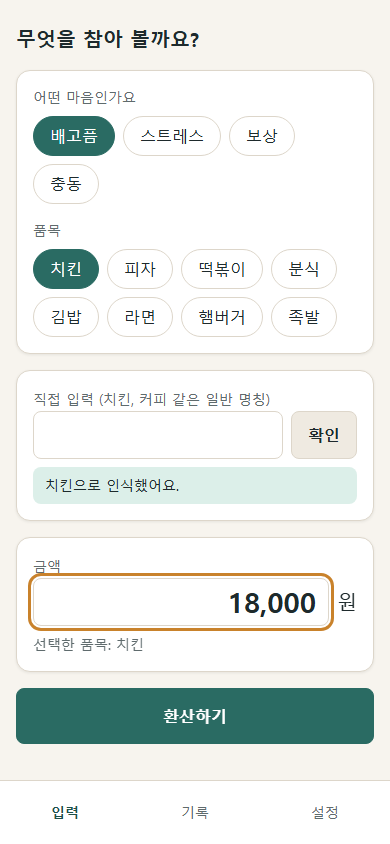 무엇을 참아 볼까요?
어떤 마음인가요
배고픔 스트레스 보상
충동
품목
치킨 피자 떡볶이 분식
김밥 라면 햄버거 족발
직접 입력 (치킨, 커피 같은 일반 명칭)
확인
치킨으로 인식했어요.
금액
18,000 원
선택한 품목: 치킨
환산하기
입력 기록 설정